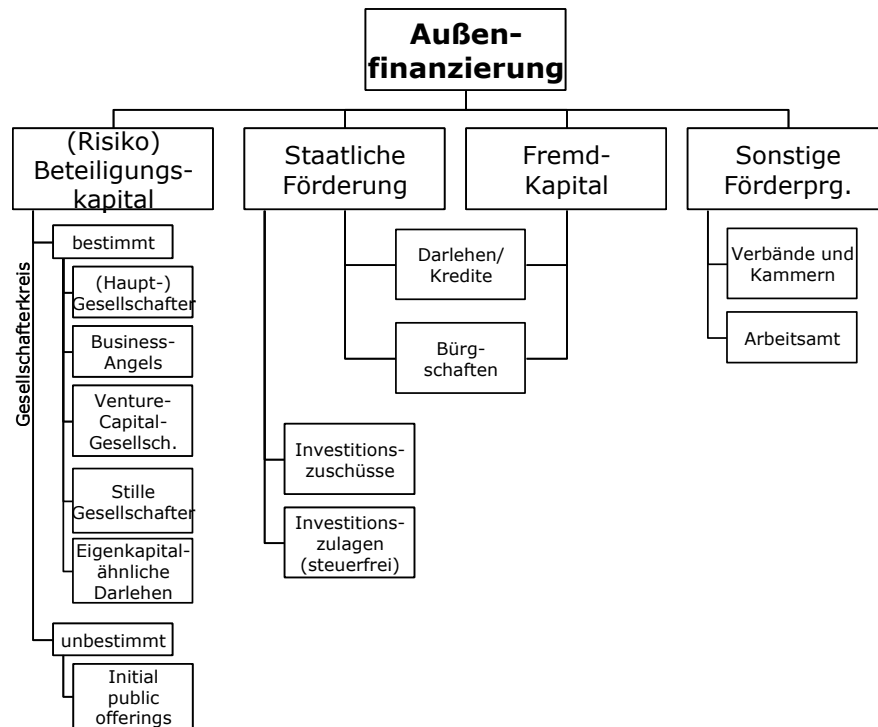 Außen-
finanzierung
(Risiko)
Beteiligungs-
kapital
Staatliche
Förderung
Fremd-
Kapital
Sonstige
Förderprg.
Gesellschafterkreis
bestimmt
(Haupt-)
Gesellschafter
Business-
Angels
Venture-
Capital-
Gesellsch.
Stille
Gesellschafter
Eigenkapital-
ähnliche
Darlehen
unbestimmt
Initial
public
offerings
Darlehen/
Kredite
Bürg-
schaften
Investitions-
zuschüsse
Investitions-
zulagen
(steuerfrei)
Verbände und
Kammern
Arbeitsamt